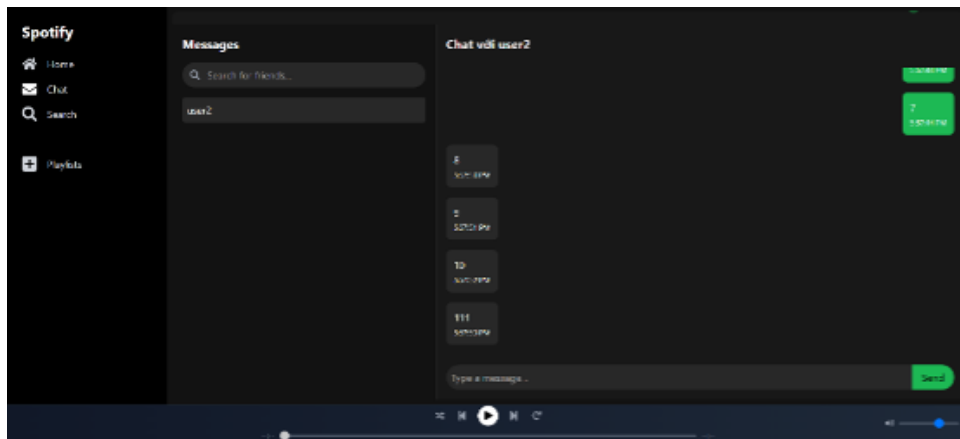 Spotify
Home
Chat
Search
Playlists
Messages
Search for friends...
user2
Chat với user2
7
8
9
10
111
Type a message...
Send